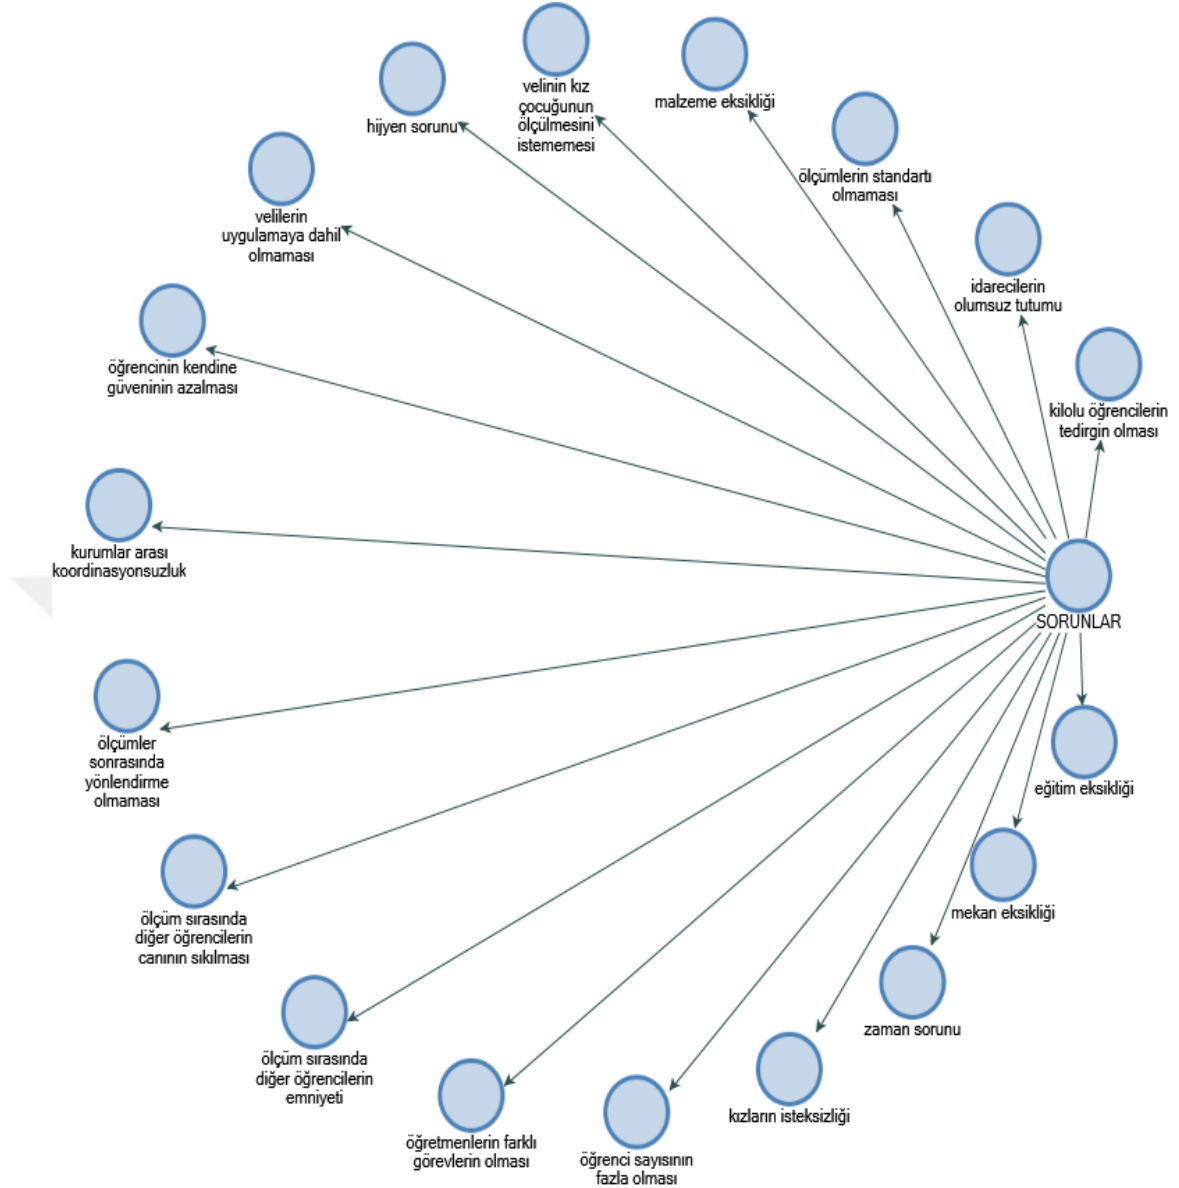 velinin kız
çocuğunun
ölçülmesini
istememesi
malzeme eksikliği
hijyen sorunu
ölçümlerin standartı
olmaması
velilerin
uygulamaya dahil
olmaması
idarecilerin
olumsuz tutumu
öğrencinin kendine
güveninin azalması
kilolu öğrencilerin
tedirgin olması
kurumlar arası
koordinasyonsuzluk
SORUNLAR
ölçümler
sonrasında
yönlendirme
olmaması
eğitim eksikliği
ölçüm sırasında
diğer öğrencilerin
canının sıkılması
mekan eksikliği
ölçüm sırasında
diğer öğrencilerin
emniyeti
zaman sorunu
öğretmenlerin farklı
görevlerin olması
öğrenci sayısının
fazla olması
kızların isteksizliği